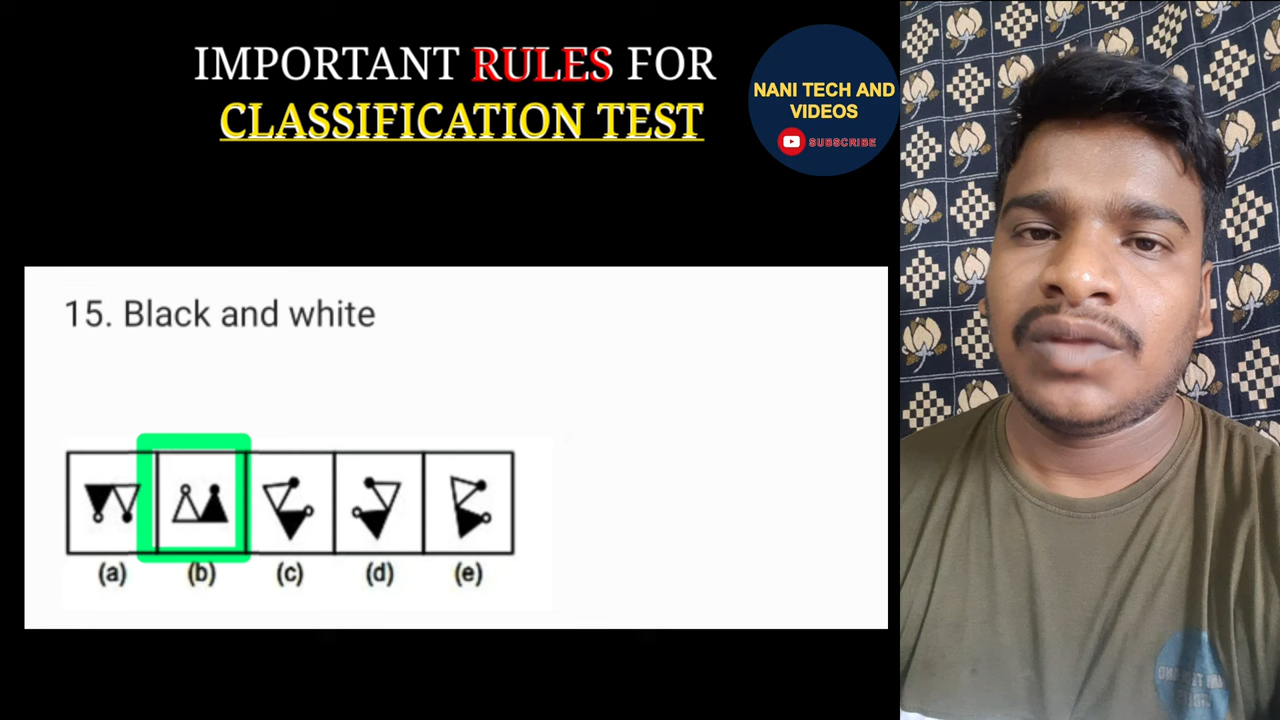 IMPORTANT RULES FOR
CLASSIFICATION TEST
NANI TECH AND
VIDEOS
SUBSCRIBE
15. Black and white
(a) (b) (c) (d) (e)